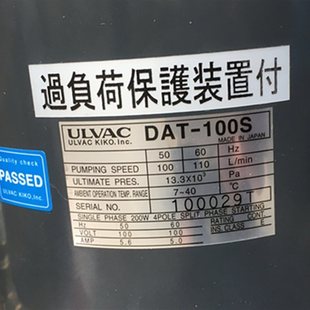 過負荷保護装置付
ULVAC DAT-100S
ULVAC KIKO.Inc. MADE IN JAPAN
50 60 Hz
PUMPING SPEED 100 110 L/min
ULTIMATE PRES. 13.3X10³ Pa
AMBIENT OPERATION TEMP. RANGE 7-40 ℃
SERIAL NO. 1000291
SINGLE PHASE 200W 4POLE SPLIT PHASE START
Hz 50 60 RATING CONT.
VOLT 100 100 INS.CLASS E
AMP 5.6 5.0
Quality check
PASSED
ULVAC KIKO.Inc